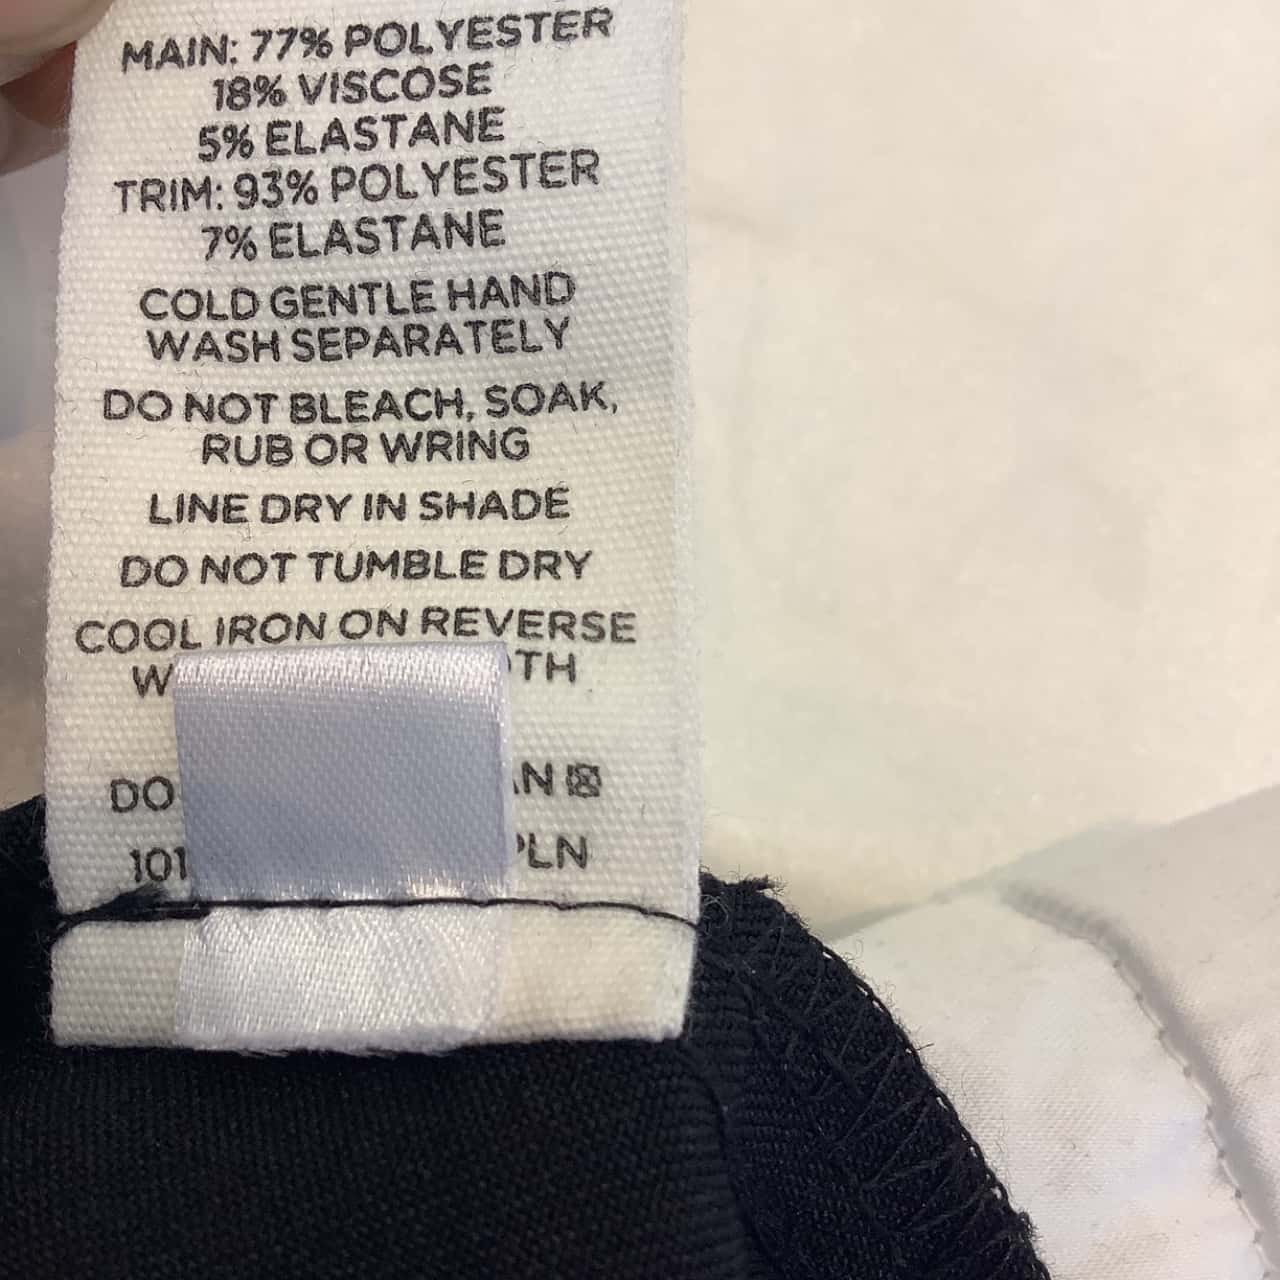 MAIN: 77% POLYESTER
18% VISCOSE
5% ELASTANE
TRIM: 93% POLYESTER
7% ELASTANE
COLD GENTLE HAND
WASH SEPARATELY
DO NOT BLEACH, SOAK,
RUB OR WRING
LINE DRY IN SHADE
DO NOT TUMBLE DRY
COOL IRON ON REVERSE
DO